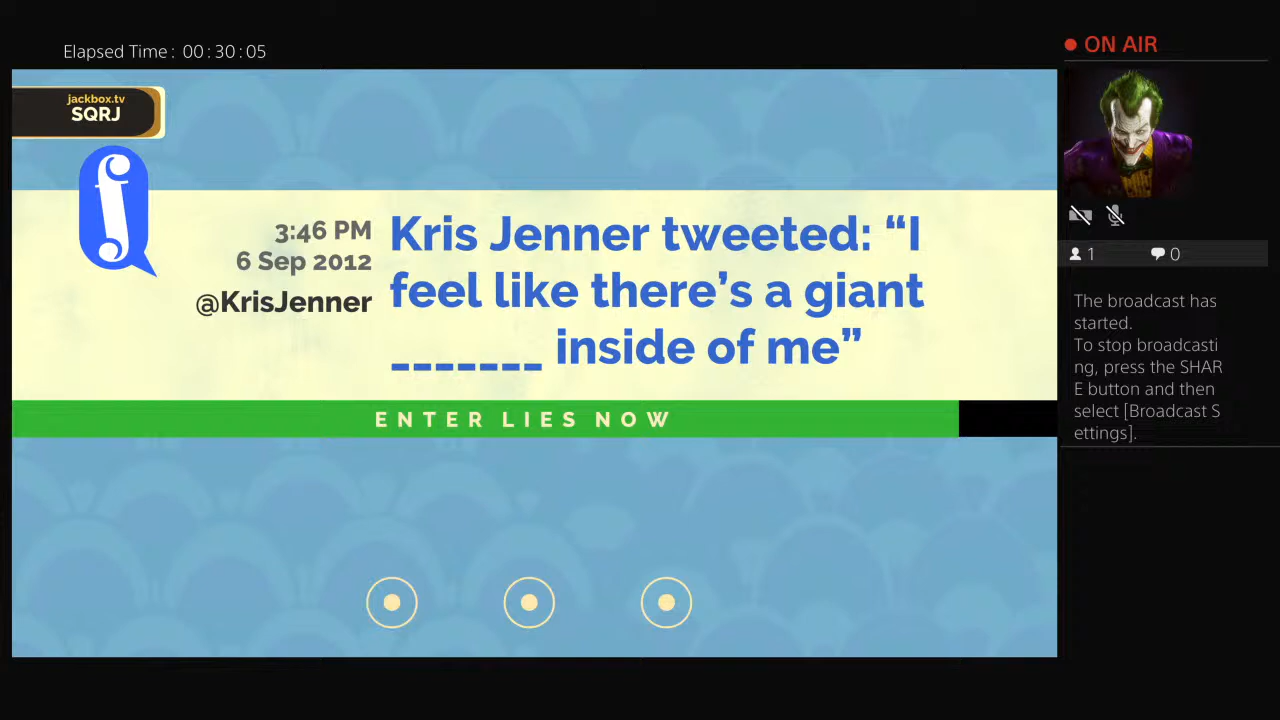 Elapsed Time: 00:30:05
ON AIR
jackbox.tv
SQRJ
f
3:46 PM
6 Sep 2012
@KrisJenner
Kris Jenner tweeted: “I
feel like there’s a giant
_______ inside of me”
ENTER LIES NOW
1
0
The broadcast has
started.
To stop broadcasti
ng, press the SHAR
E button and then
select [Broadcast S
ettings].